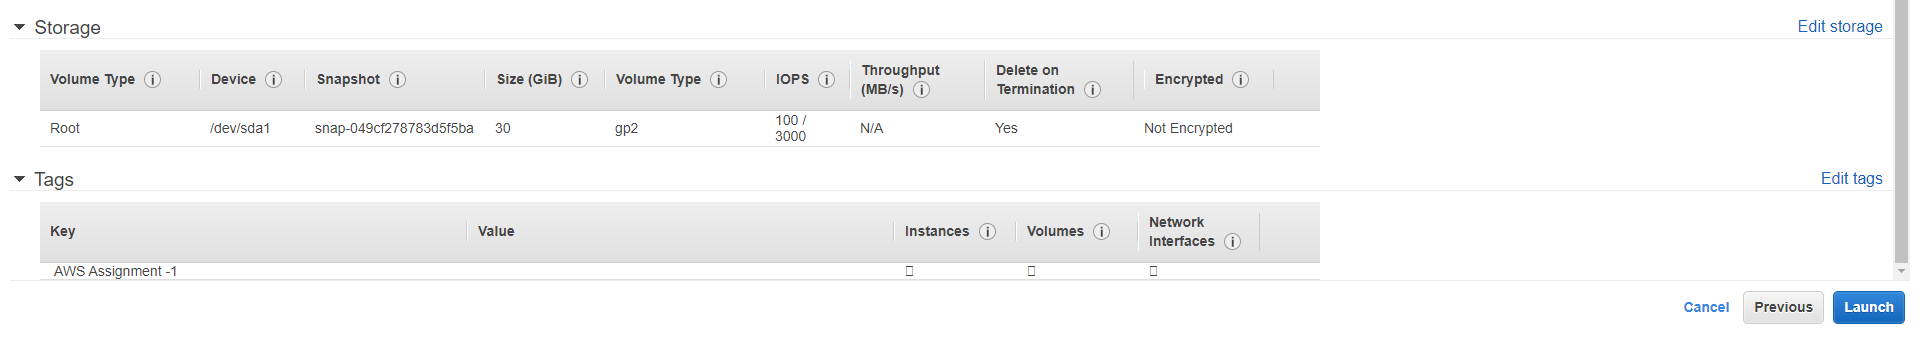 Storage
Edit storage
Volume Type Device Snapshot Size (GiB) Volume Type IOPS Throughput (MB/s) Delete on Termination Encrypted
Root /dev/sda1 snap-049cf278783d5f5ba 30 gp2 100 / 3000 N/A Yes Not Encrypted
Tags
Edit tags
Key Value Instances Volumes Network Interfaces
AWS Assignment -1
Cancel Previous Launch